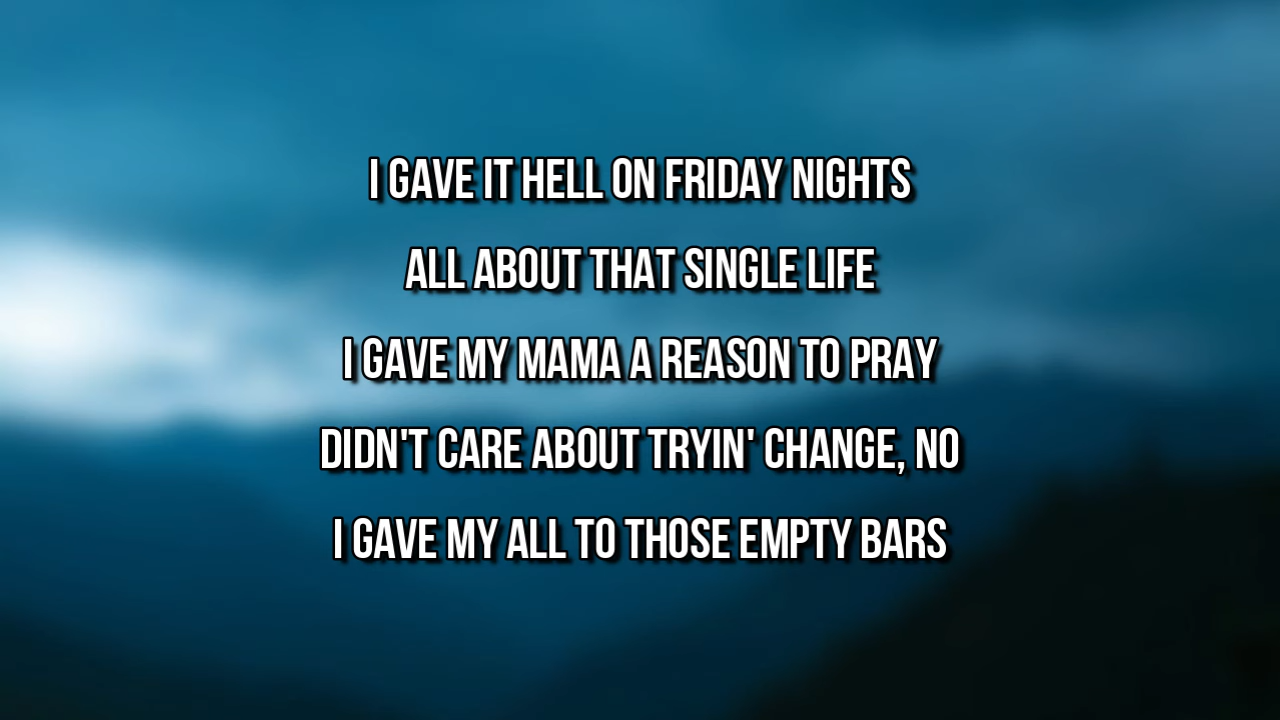 I GAVE IT HELL ON FRIDAY NIGHTS
ALL ABOUT THAT SINGLE LIFE
I GAVE MY MAMA A REASON TO PRAY
DIDN'T CARE ABOUT TRYIN' CHANGE, NO
I GAVE MY ALL TO THOSE EMPTY BARS